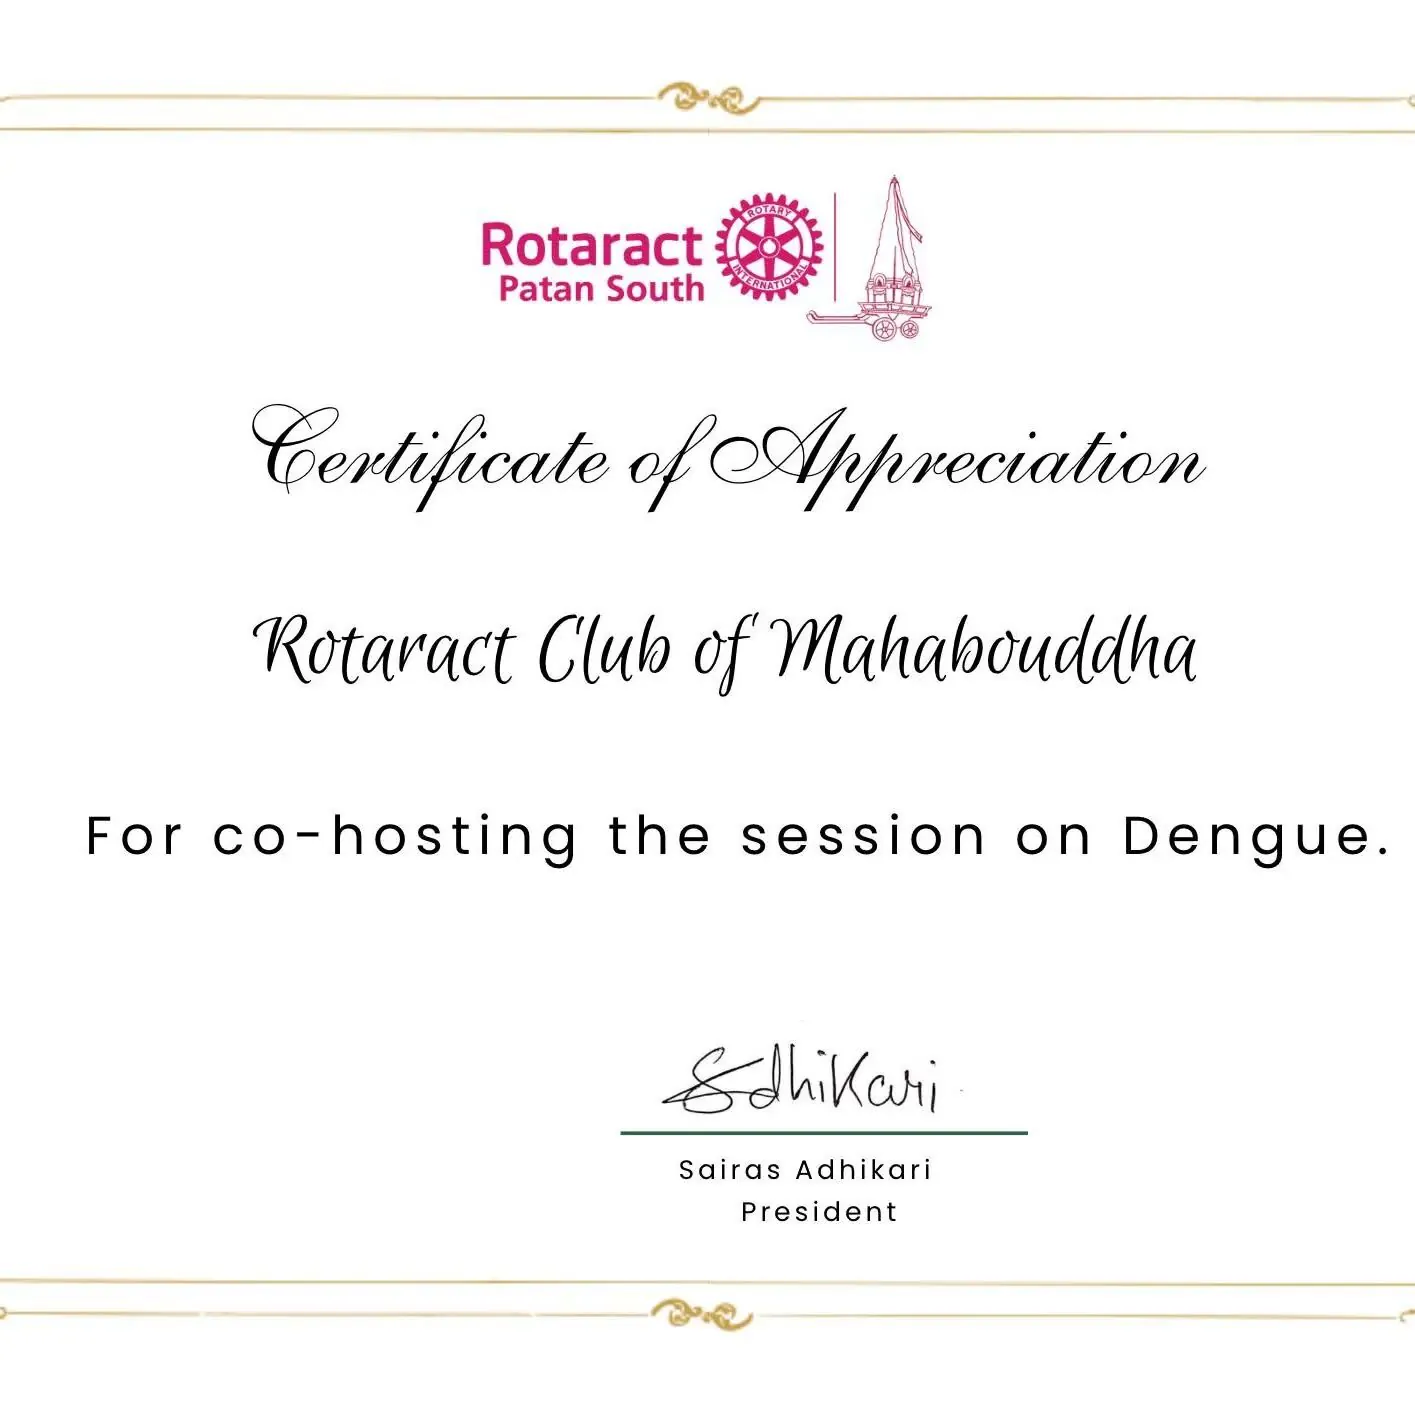 Rotaract
Patan South
ROTARY
INTERNATIONAL
Certificate of Appreciation
Rotaract Club of Mahabouddha
For co-hosting the session on Dengue.
Sdhikari
Sairas Adhikari
President